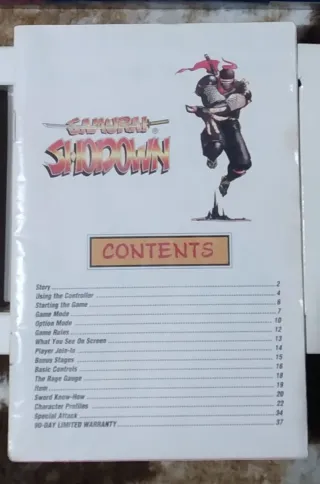 SAMURAI
SHODOWN®
CONTENTS
Story 2
Using the Controller 4
Starting the Game 6
Game Mode 7
Option Mode 10
Game Rules 12
What You See On Screen 13
Player Join-In 14
Bonus Stages 15
Basic Controls 16
The Rage Gauge 18
Item 19
Sword Know-How 20
Character Profiles 22
Special Attack 34
90-DAY LIMITED WARRANTY 37